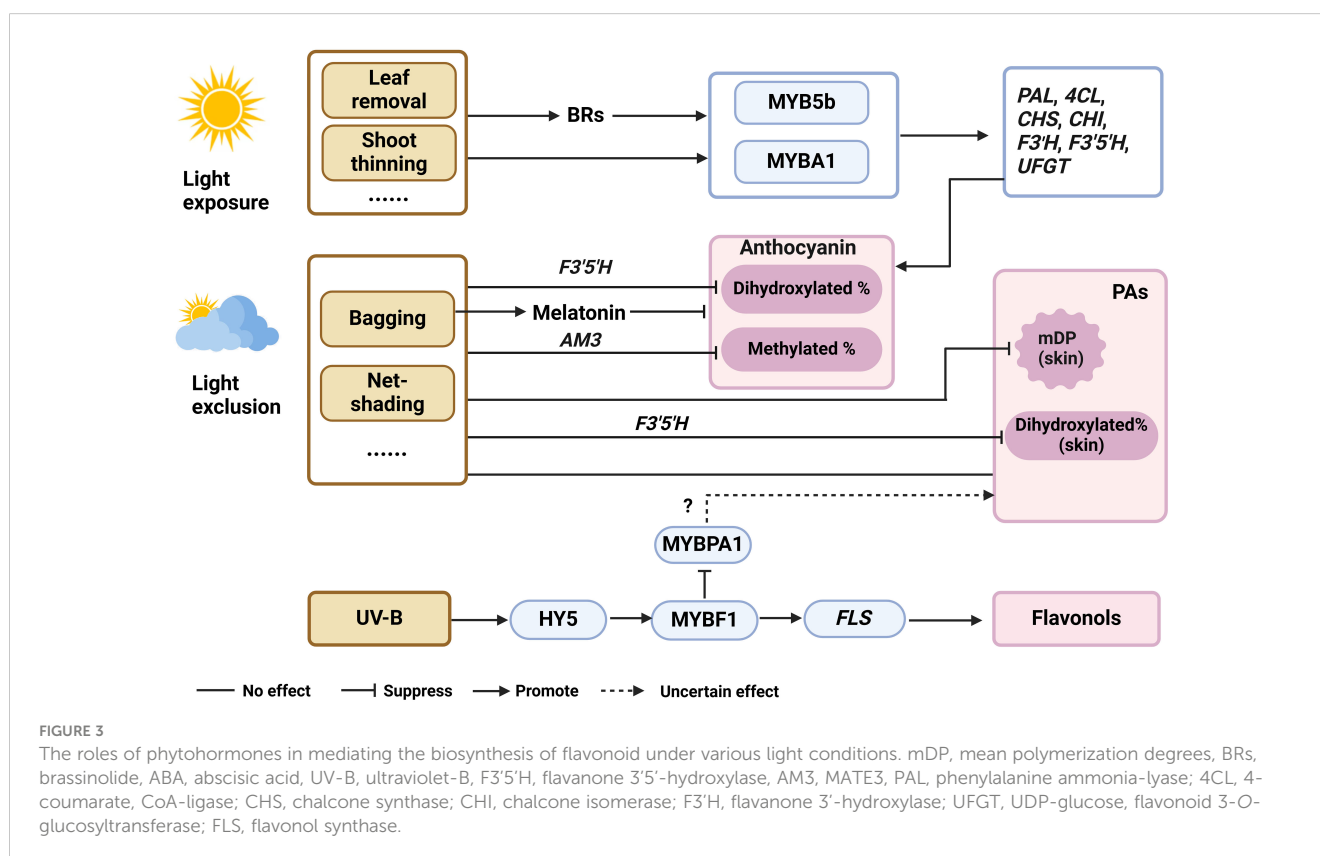 Leaf
removal
Shoot
thinning
......
Light
exposure
BRs
MYB5b
MYBA1
PAL, 4CL,
CHS, CHI,
F3'H, F3'5'H,
UFGT
Bagging
Net-
shading
......
Light
exclusion
F3'5'H
Melatonin
AM3
F3'5'H
Anthocyanin
Dihydroxylated %
Methylated %
PAs
mDP
(skin)
Dihydroxylated%
(skin)
?
MYBPA1
UV-B
HY5
MYBF1
FLS
Flavonols
No effect
Suppress
Promote
Uncertain effect
FIGURE 3
The roles of phytohormones in mediating the biosynthesis of flavonoid under various light conditions. mDP, mean polymerization degrees, BRs,
brassinolide, ABA, abscisic acid, UV-B, ultraviolet-B, F3'5'H, flavanone 3'5'-hydroxylase, AM3, MATE3, PAL, phenylalanine ammonia-lyase; 4CL, 4-
coumarate, CoA-ligase; CHS, chalcone synthase; CHI, chalcone isomerase; F3'H, flavanone 3'-hydroxylase; UFGT, UDP-glucose, flavonoid 3-O-
glucosyltransferase; FLS, flavonol synthase.